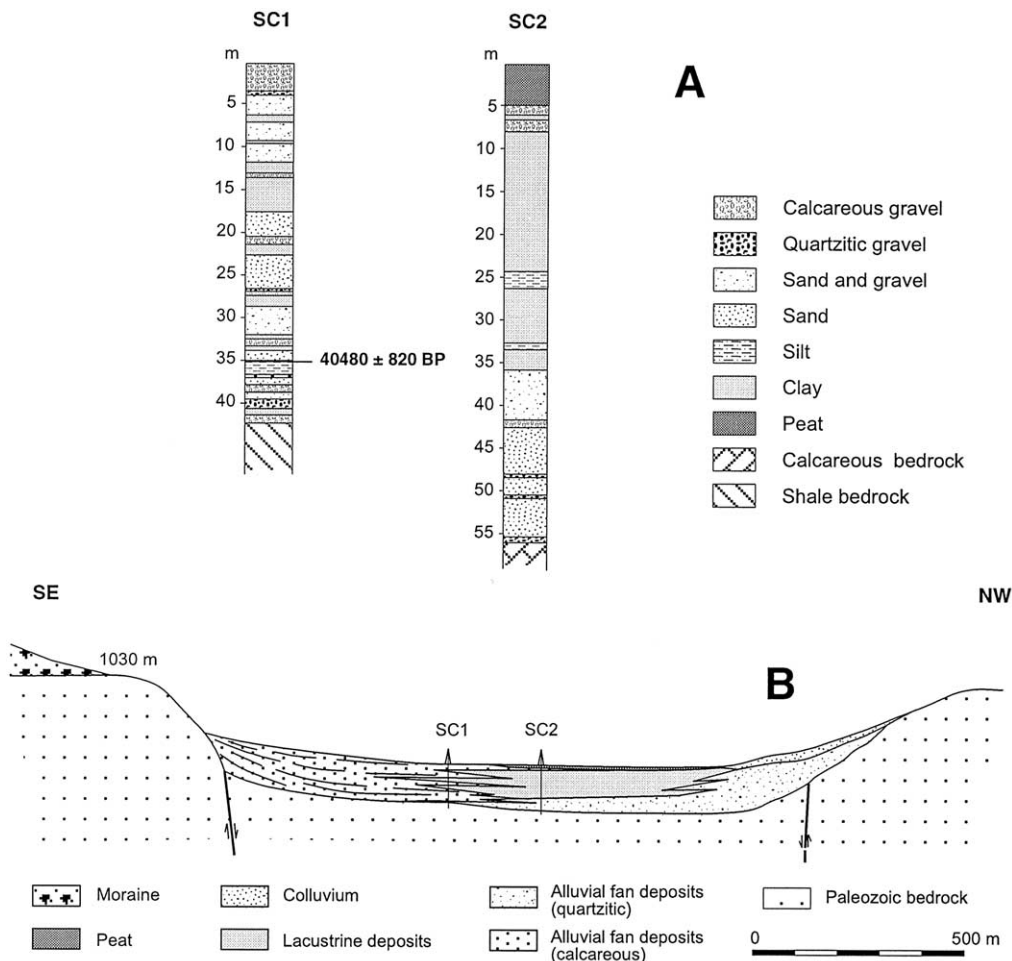 SC1
SC2
m
m
A
5
10
15
20
25
30
35
40
40480 ± 820 BP
5
10
15
20
25
30
35
40
45
50
55
Calcareous gravel
Quartzitic gravel
Sand and gravel
Sand
Silt
Clay
Peat
Calcareous bedrock
Shale bedrock
SE
NW
1030 m
B
SC1
SC2
Moraine
Colluvium
Alluvial fan deposits
(quartzitic)
Paleozoic bedrock
Peat
Lacustrine deposits
Alluvial fan deposits
(calcareous)
0
500 m